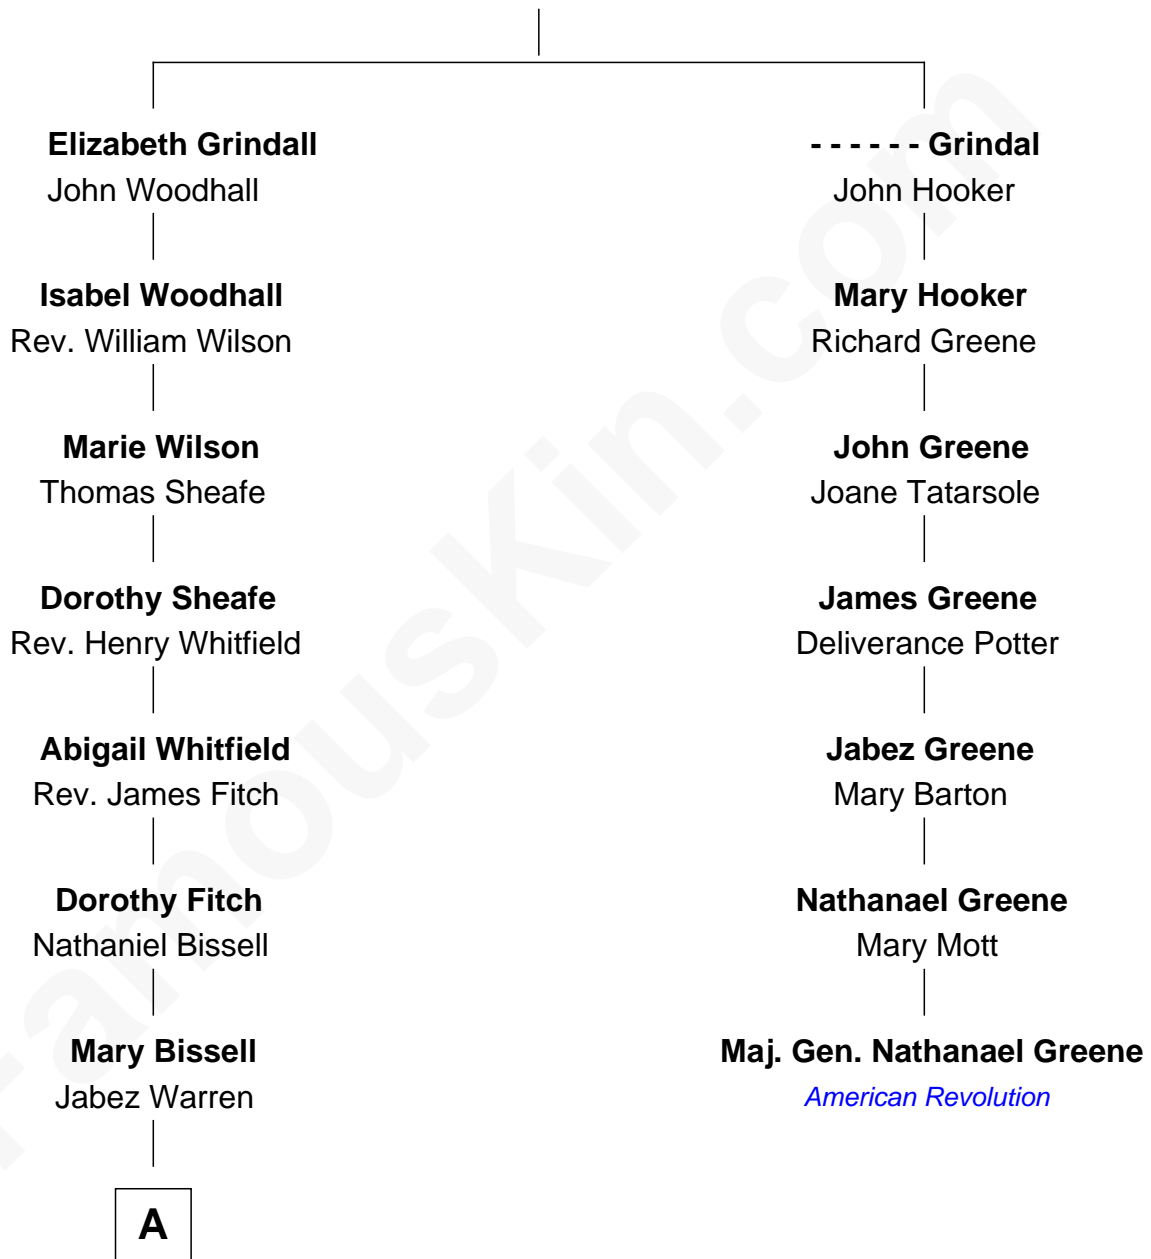 Elizabeth Grindall
John Woodhall
Isabel Woodhall
Rev. William Wilson
Marie Wilson
Thomas Sheafe
Dorothy Sheafe
Rev. Henry Whitfield
Abigail Whitfield
Rev. James Fitch
Dorothy Fitch
Nathaniel Bissell
Mary Bissell
Jabez Warren
A
- - - - - - Grindal
John Hooker
Mary Hooker
Richard Greene
John Greene
Joane Tatarsole
James Greene
Deliverance Potter
Jabez Greene
Mary Barton
Nathanael Greene
Mary Mott
Maj. Gen. Nathanael Greene
American Revolution
FamousKin.com